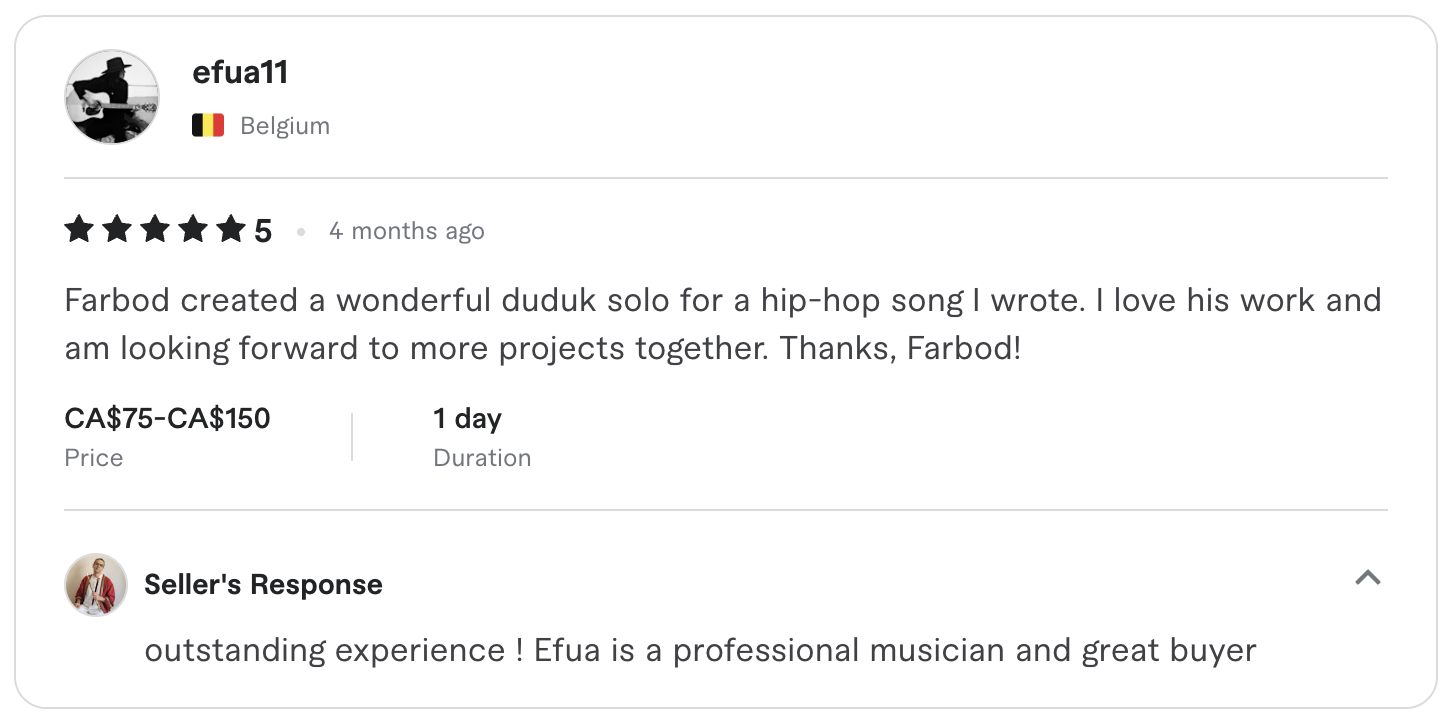 efua11
Belgium
5 • 4 months ago
Farbod created a wonderful duduk solo for a hip-hop song I wrote. I love his work and
am looking forward to more projects together. Thanks, Farbod!
CA$75-CA$150
Price
1 day
Duration
Seller's Response
outstanding experience ! Efua is a professional musician and great buyer